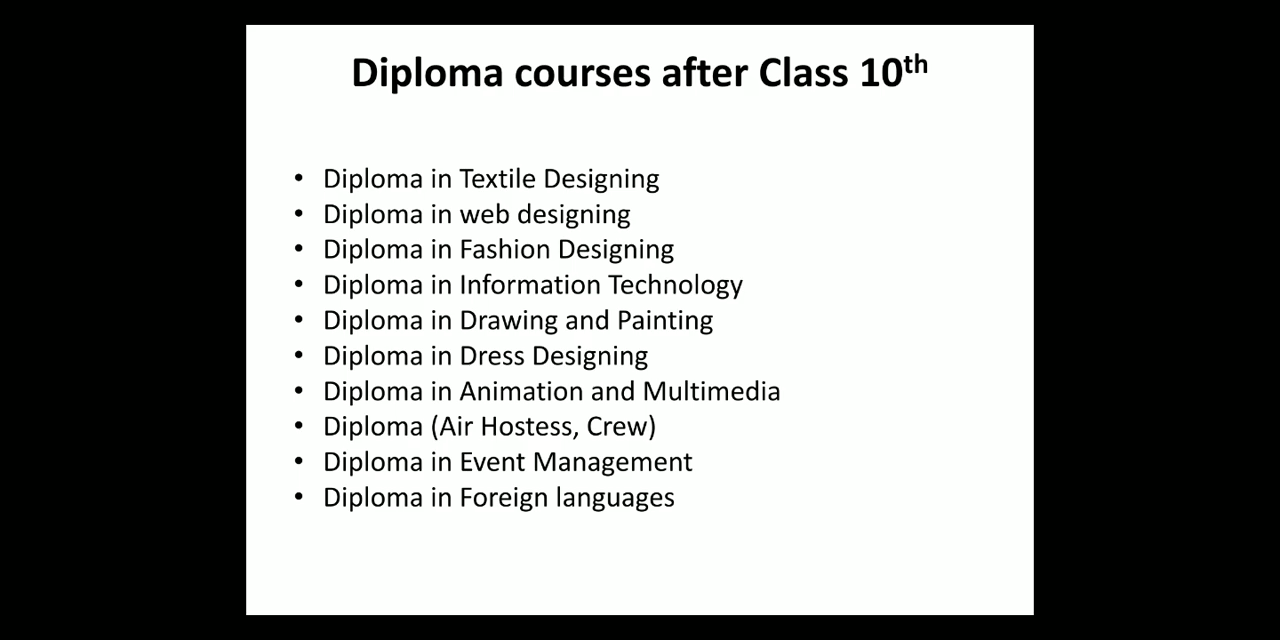 Diploma courses after Class 10th
• Diploma in Textile Designing
• Diploma in web designing
• Diploma in Fashion Designing
• Diploma in Information Technology
• Diploma in Drawing and Painting
• Diploma in Dress Designing
• Diploma in Animation and Multimedia
• Diploma (Air Hostess, Crew)
• Diploma in Event Management
• Diploma in Foreign languages